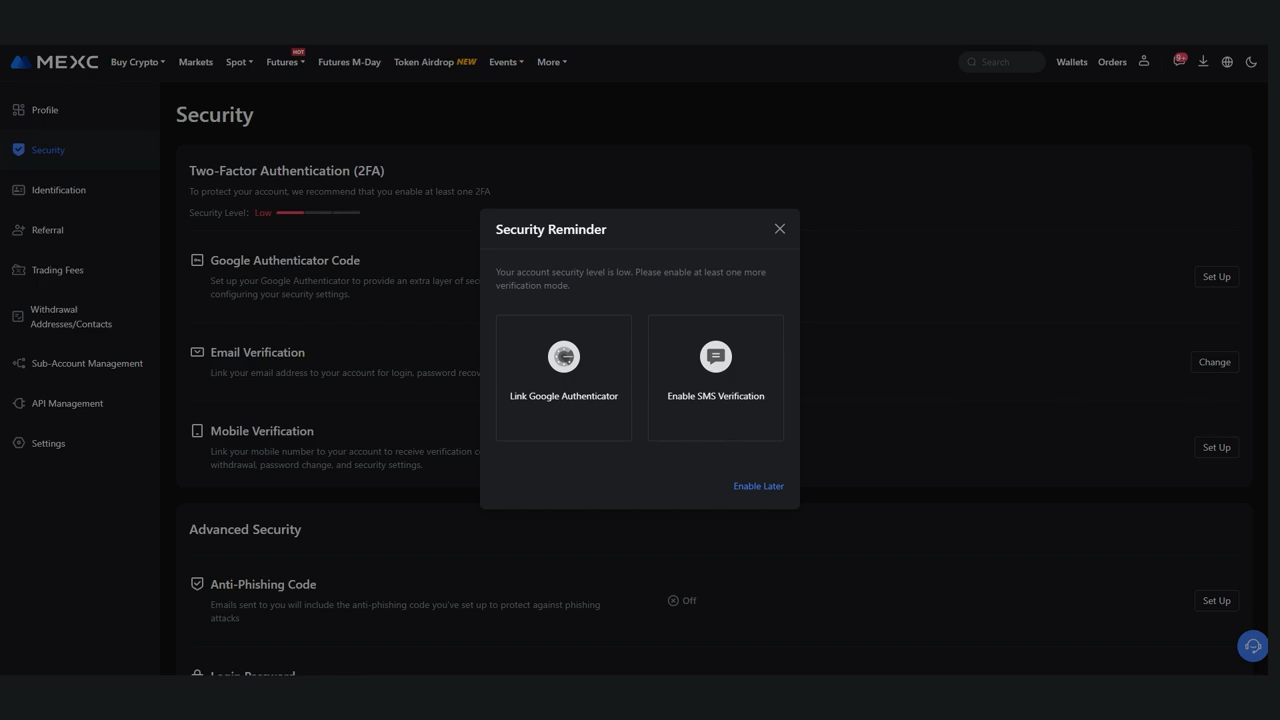 MEXC
Buy Crypto
Markets
Spot
Futures
HOT
Futures M-Day
Token Airdrop NEW
Events
More
Search
Wallets
Orders
9+
Profile
Security
Identification
Referral
Trading Fees
Withdrawal
Addresses/Contacts
Sub-Account Management
API Management
Settings
Security
Two-Factor Authentication (2FA)
To protect your account, we recommend that you enable at least one 2FA
Security Level: Low
Google Authenticator Code
Set up your Google Authenticator to provide an extra layer of
configuring your security settings.
Set Up
Email Verification
Link your email address to your account for login, password
Change
Mobile Verification
Link your mobile number to your account to receive verification
withdrawal, password change, and security settings.
Set Up
Security Reminder
Your account security level is low. Please enable at least one more
verification mode.
Link Google Authenticator
Enable SMS Verification
Enable Later
Advanced Security
Anti-Phishing Code
Emails sent to you will include the anti-phishing code you've set up to protect against phishing
attacks
Off
Set Up
Login Password